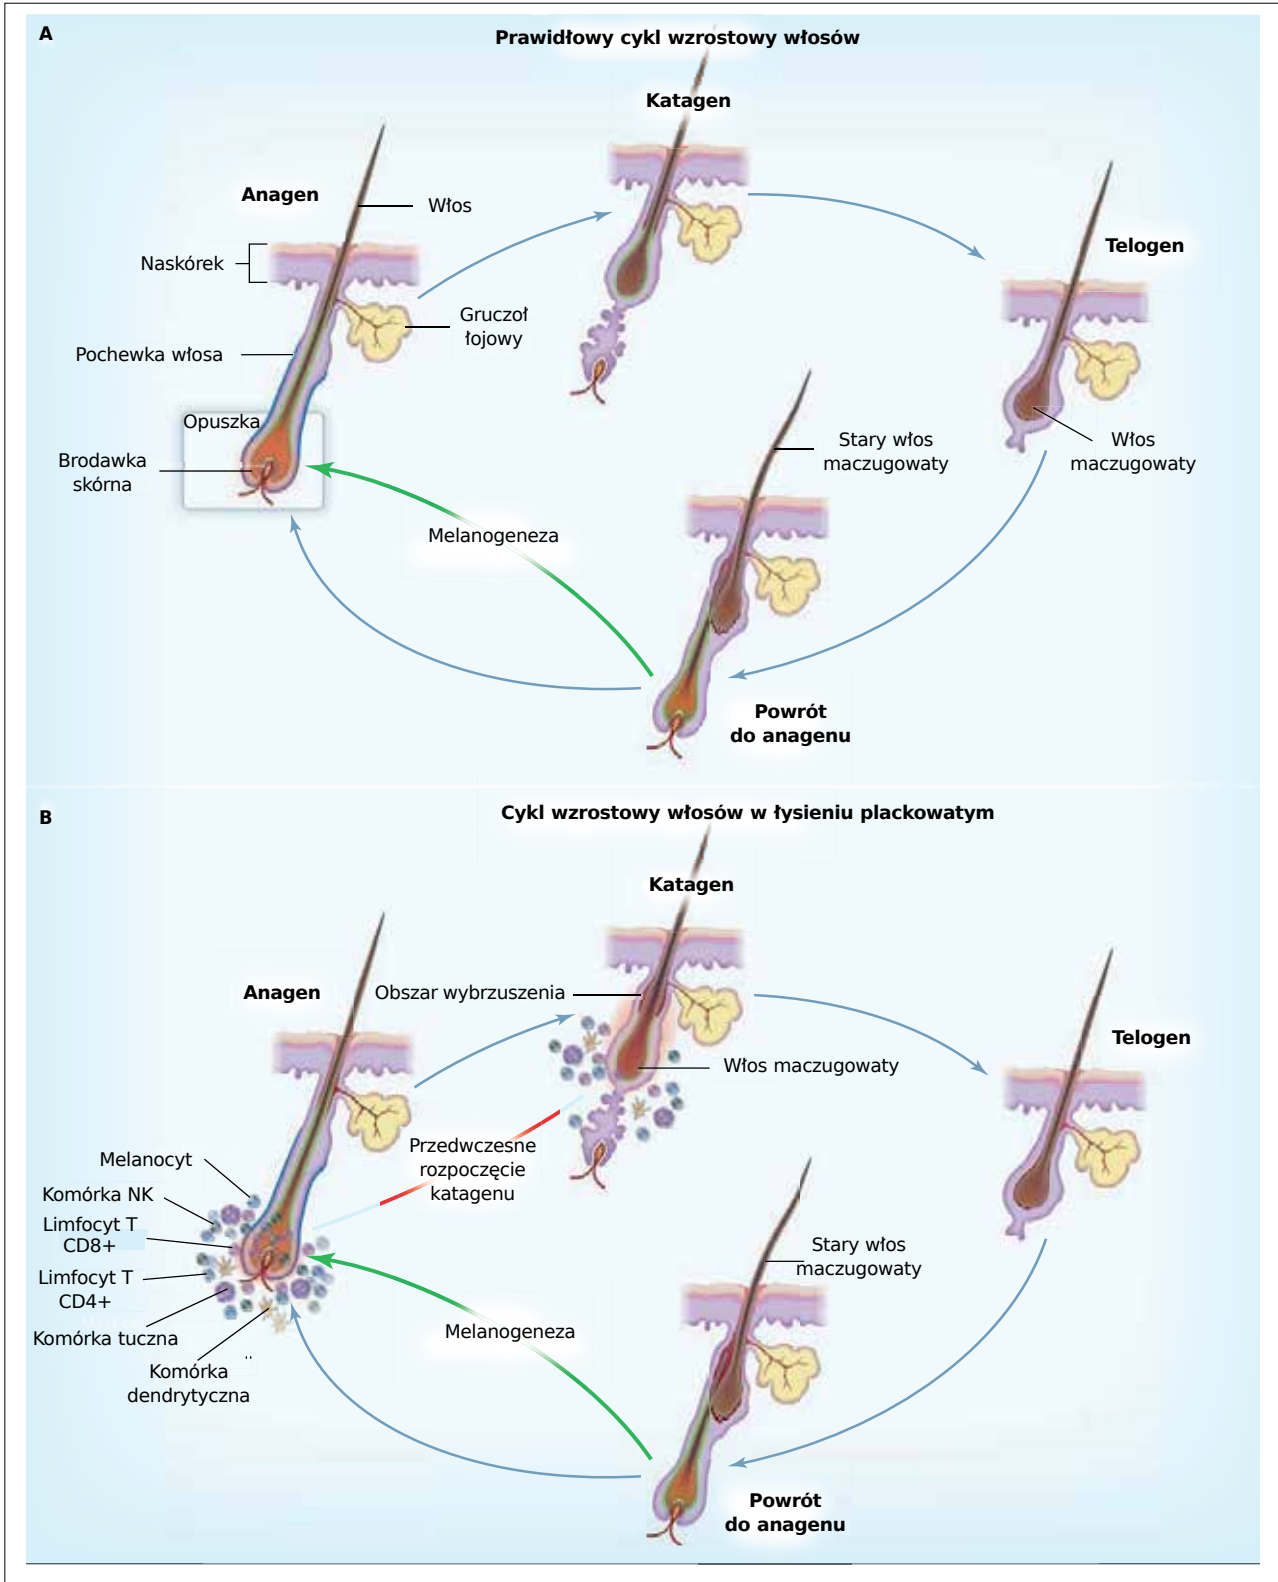 A
Prawidłowy cykl wzrostowy włosów
Katagen
Anagen
Włos
Telogen
Naskórek
Gruczoł
łojowy
Pochewka włosa
Opuszka
Stary włos
maczugowaty
Włos
maczugowaty
Brodawka
skórna
Melanogeneza
Powrót
do anagenu
B
Cykl wzrostowy włosów w łysieniu plackowatym
Katagen
Anagen
Obszar wybrzuszenia
Telogen
Włos maczugowaty
Przedwczesne
rozpoczęcie
katagenu
Melanocyt
Komórka NK
Limfocyt T
CD8+
Limfocyt T
CD4+
Komórka tuczna
Komórka
dendrytyczna
Stary włos
maczugowaty
Melanogeneza
Powrót
do anagenu